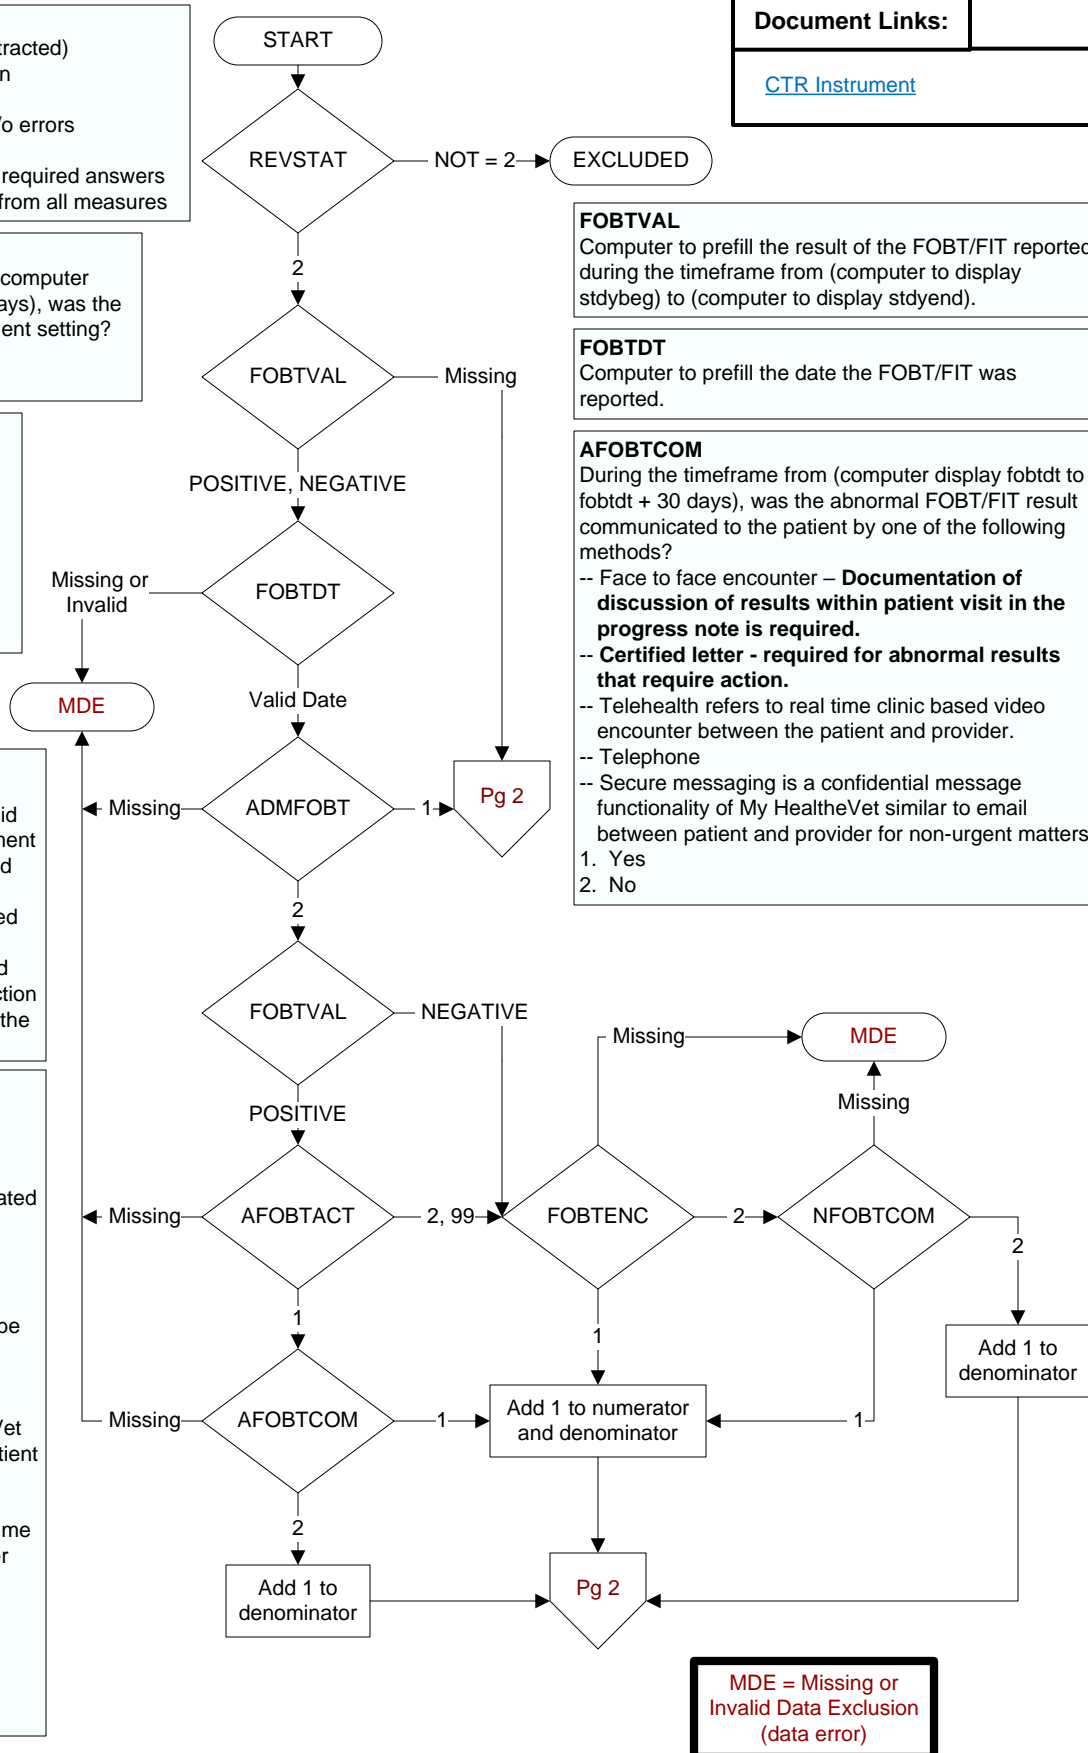 START
Document Links:
CTR Instrument
tracted)
n
/o errors
required answers
from all measures
REVSTAT
NOT = 2
EXCLUDED
2
computer
ays), was the
ent setting?
FOBTVAL
Computer to prefill the result of the FOBT/FIT reported
during the timeframe from (computer to display
stdybeg) to (computer to display stdyend).
FOBTVAL
Missing
FOBTDT
Computer to prefill the date the FOBT/FIT was
reported.
POSITIVE, NEGATIVE
AFOBTCOM
During the timeframe from (computer display fobtdt to
fobtdt + 30 days), was the abnormal FOBT/FIT result
communicated to the patient by one of the following
methods?
-- Face to face encounter – Documentation of
discussion of results within patient visit in the
progress note is required.
-- Certified letter - required for abnormal results
that require action.
-- Telehealth refers to real time clinic based video
encounter between the patient and provider.
-- Telephone
-- Secure messaging is a confidential message
functionality of My HealtheVet similar to email
between patient and provider for non-urgent matters
1. Yes
2. No
FOBTDT
Missing or
Invalid
MDE
Valid Date
ADMFOBT
Missing
1
Pg 2
2
id
ment
d
ed
d
ction
the
FOBTVAL
NEGATIVE
POSITIVE
Missing
MDE
Missing
AFOBTACT
Missing
2, 99
FOBTENC
2
NFOBTCOM
2
1
1
ated
be
Vet
tient
me
er
AFOBTCOM
Missing
1
Add 1 to numerator
and denominator
1
Add 1 to
denominator
2
Add 1 to
denominator
Pg 2
MDE = Missing or
Invalid Data Exclusion
(data error)